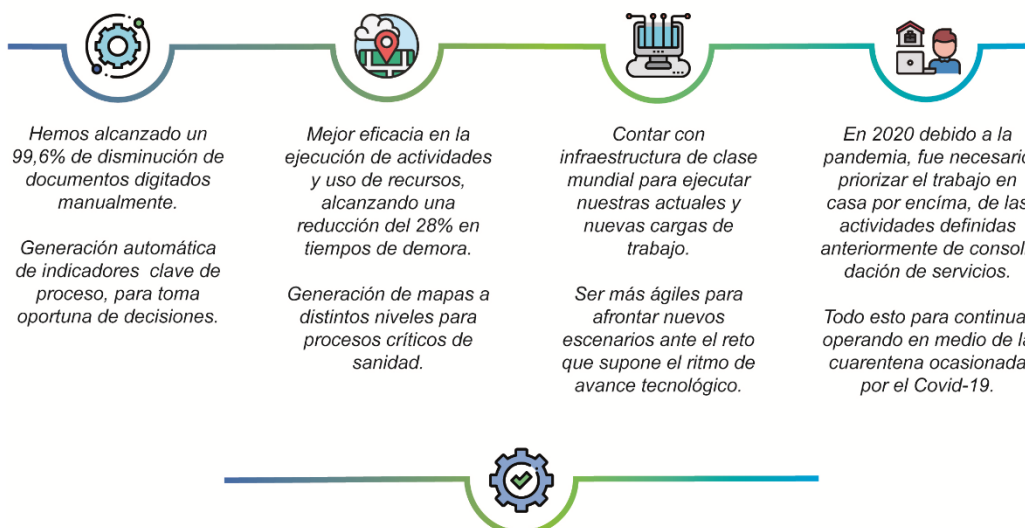 Hemos alcanzado un
99,6% de disminución de
documentos digitados
manualmente.
Generación automática
de indicadores clave de
proceso, para toma
oportuna de decisiones.
Mejor eficacia en la
ejecución de actividades
y uso de recursos,
alcanzando una
reducción del 28% en
tiempos de demora.
Generación de mapas a
distintos niveles para
procesos críticos de
sanidad.
Contar con
infraestructura de clase
mundial para ejecutar
nuestras actuales y
nuevas cargas de
trabajo.
Ser más ágiles para
afrontar nuevos
escenarios ante el reto
que supone el ritmo de
avance tecnológico.
En 2020 debido a la
pandemia, fue necesario
priorizar el trabajo en
casa por encíma, de las
actividades definidas
anteriormente de consoli
dación de servicios.
Todo esto para continua
operando en medio de la
cuarentena ocasionada
por el Covid-19.